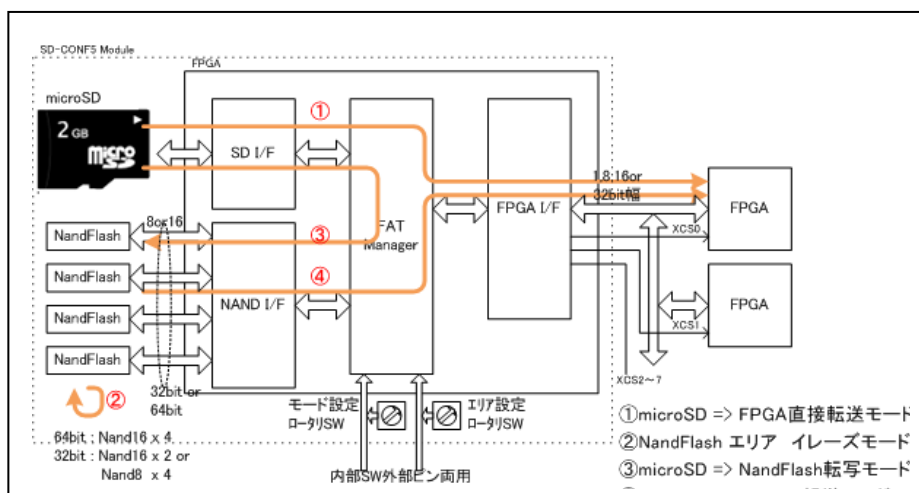 SD-CONF5 Module
FPGA
microSD
2 GB
micro SD
①
SD I/F
FAT Manager
FPGA I/F
1,8,16or
32bit幅
FPGA
XCS0
NandFlash
8or16
③
NandFlash
④
NAND I/F
NandFlash
FPGA
XCS1
NandFlash
XCS2~7
②
32bit or
64bit
モード設定
ロータリSW
エリア設定
ロータリSW
64bit : Nand16 x 4
32bit : Nand16 x 2 or
Nand8 x 4
内部SW外部ピン両用
①microSD => FPGA直接転送モード
②NandFlash エリア イレーズモード
③microSD => NandFlash転写モード